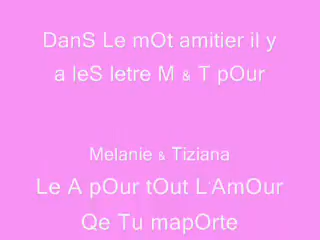 DanS Le mOt amitier il y
a leS letre M & T pOur
Melanie & Tiziana
Le A pOur tOut L'AmOur
Qe Tu mapOrte